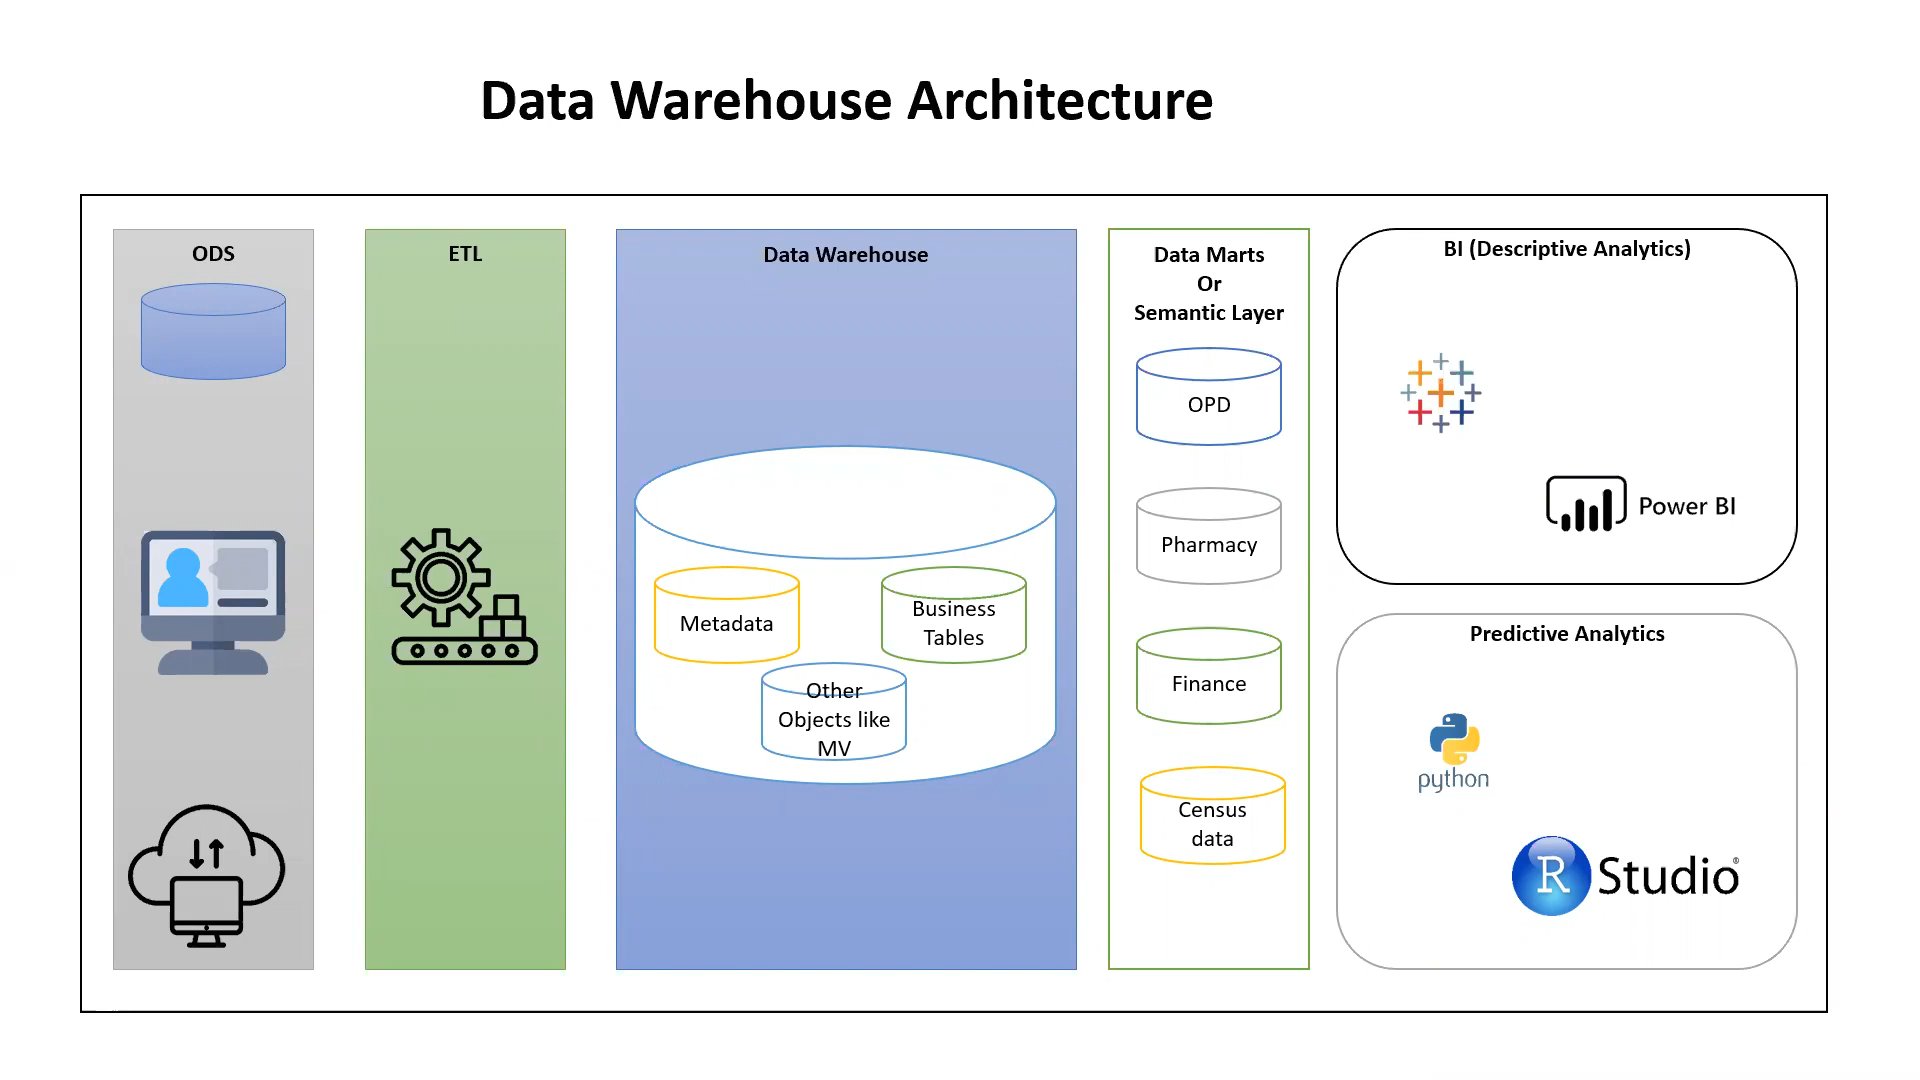 Data Warehouse Architecture
ODS
ETL
Data Warehouse
Metadata
Business
Tables
Other
Objects like
MV
Data Marts
Or
Semantic Layer
OPD
Pharmacy
Finance
Census
data
BI (Descriptive Analytics)
Power BI
Predictive Analytics
python
R Studio®